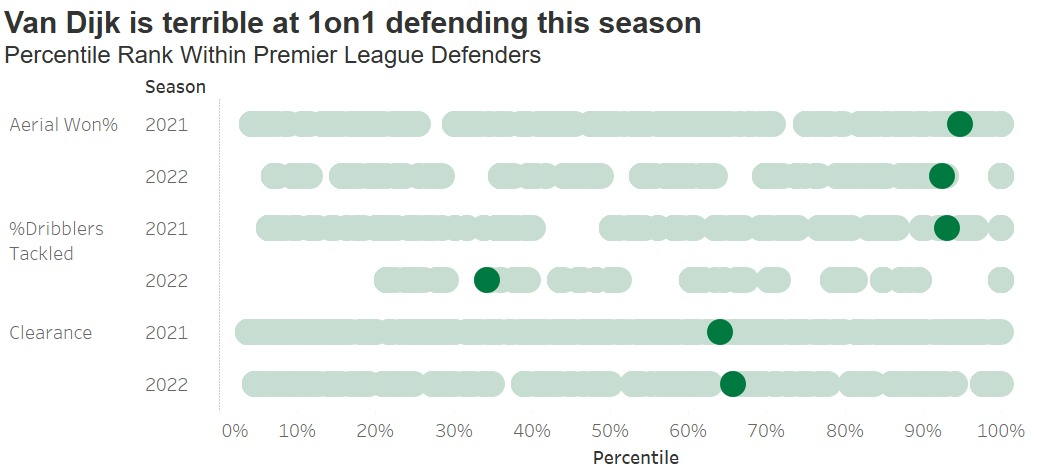 Van Dijk is terrible at 1on1 defending this season
Percentile Rank Within Premier League Defenders
Season
Aerial Won% 2021
2022
%Dribblers Tackled 2021
2022
Clearance 2021
2022
0% 10% 20% 30% 40% 50% 60% 70% 80% 90% 100%
Percentile